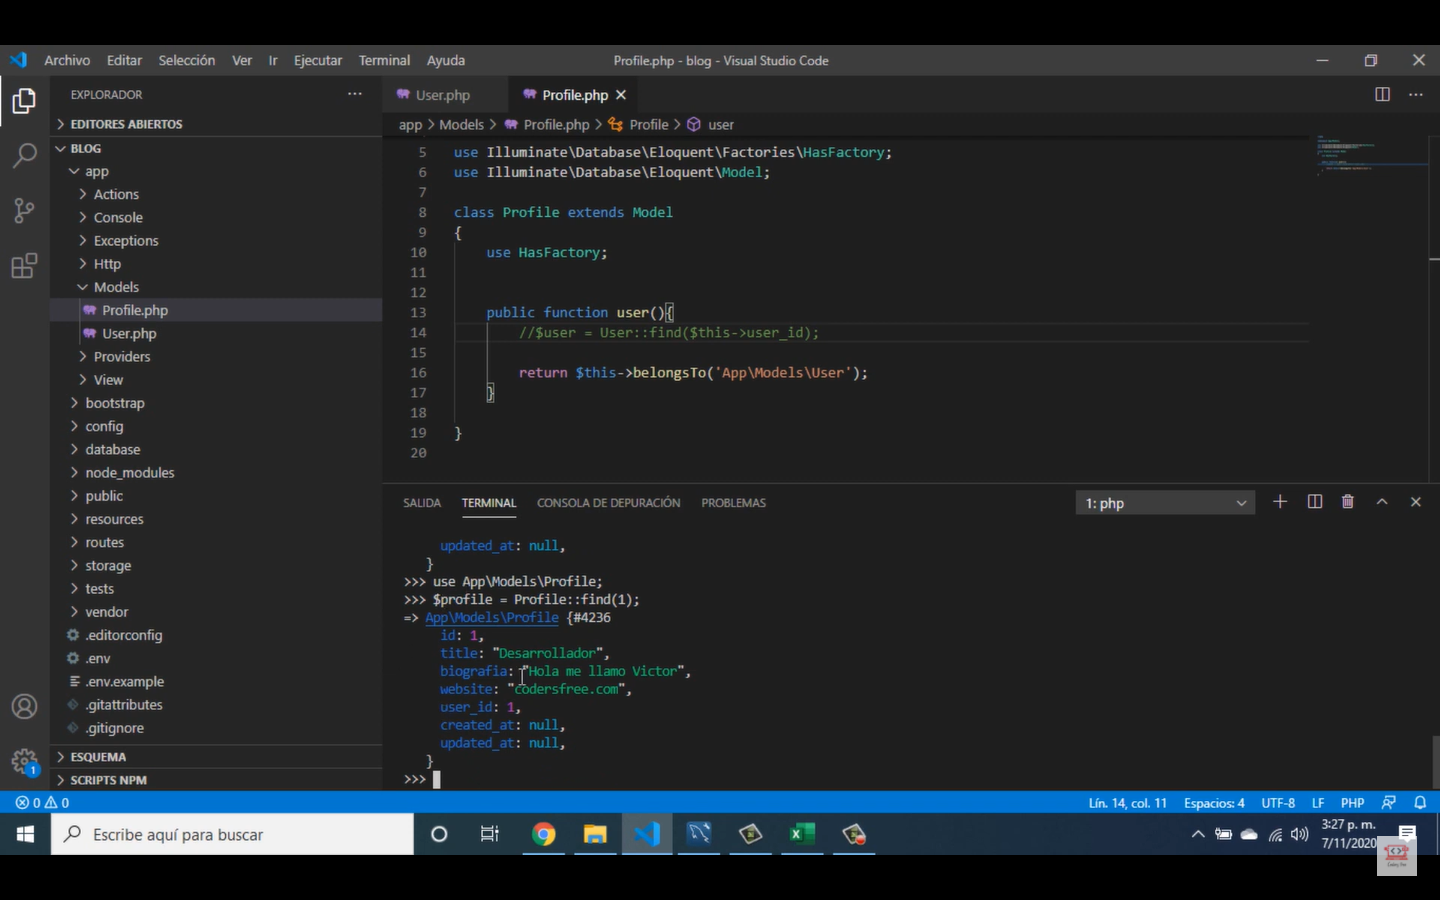 Archivo Editar Selección Ver Ir Ejecutar Terminal Ayuda
Profile.php - blog - Visual Studio Code
EXPLORADOR
EDITORES ABIERTOS
BLOG
app
Actions
Console
Exceptions
Http
Models
Profile.php
User.php
Providers
View
bootstrap
config
database
node_modules
public
resources
routes
storage
tests
vendor
.editorconfig
.env
.env.example
.gitattributes
.gitignore
ESQUEMA
SCRIPTS NPM
User.php
Profile.php
app > Models > Profile.php > Profile > user
5 use Illuminate\Database\Eloquent\Factories\HasFactory;
6 use Illuminate\Database\Eloquent\Model;
7
8 class Profile extends Model
9 {
10 use HasFactory;
11
12
13 public function user(){
14 //$user = User::find($this->user_id);
15
16 return $this->belongsTo('App\Models\User');
17 }
18
19 }
20
SALIDA TERMINAL CONSOLA DE DEPURACIÓN PROBLEMAS
1: php
updated_at: null,
}
>>> use App\Models\Profile;
>>> $profile = Profile::find(1);
=> App\Models\Profile {#4236
id: 1,
title: "Desarrollador",
biografia: "Hola me llamo Victor",
website: "codersfree.com",
user_id: 1,
created_at: null,
updated_at: null,
}
>>>
1
0 0
Lín. 14, col. 11 Espacios: 4 UTF-8 LF PHP
Escribe aquí para buscar
3:27 p. m.
7/11/2020